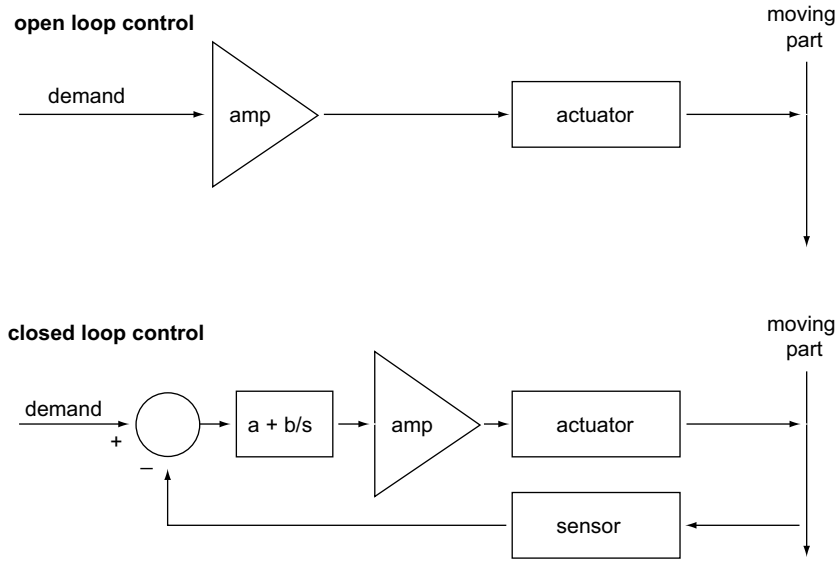 open loop control
moving
part
demand
amp
actuator
closed loop control
moving
part
demand
+
–
a + b/s
amp
actuator
sensor